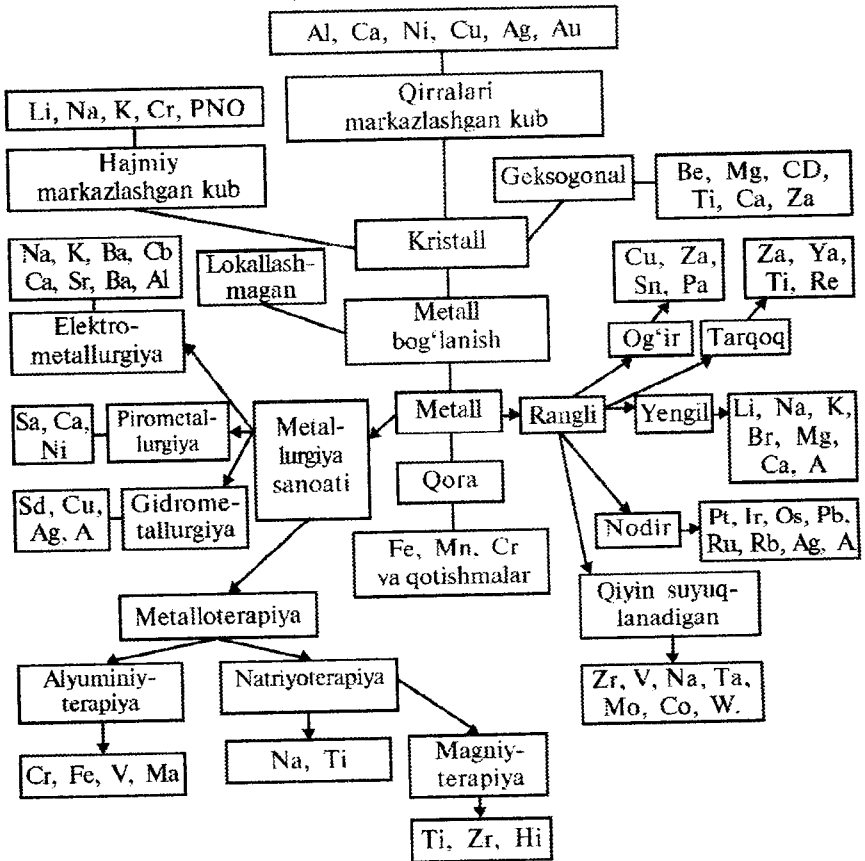 Al, Ca, Ni, Cu, Ag, Au
Qirralari
markazlashgan kub
Li, Na, K, Cr, PNO
Hajmiy
markazlashgan kub
Geksogonal
Be, Mg, CD,
Ti, Ca, Za
Kristall
Na, K, Ba, Cb
Ca, Sr, Ba, Al
Lokallash-
magan
Cu, Za,
Sn, Pa
Za, Ya,
Ti, Re
Elektro-
metallurgiya
Metall
bog‘lanish
Og‘ir
Tarqoq
Sa, Ca,
Ni
Pirometal-
lurgiya
Metal-
lurgiya
sanoati
Metall
Rangli
Yengil
Li, Na, K,
Br, Mg,
Ca, A
Qora
Sd, Cu,
Ag, A
Gidrome-
tallurgiya
Fe, Mn, Cr
va qotishmalar
Nodir
Pt, Ir, Os, Pb,
Ru, Rb, Ag, A
Metalloterapiya
Qiyin suyuq-
lanadigan
Alyuminiy-
terapiya
Natriyoterapiya
Zr, V, Na, Ta,
Mo, Co, W.
Cr, Fe, V, Ma
Na, Ti
Magniy-
terapiya
Ti, Zr, Hi